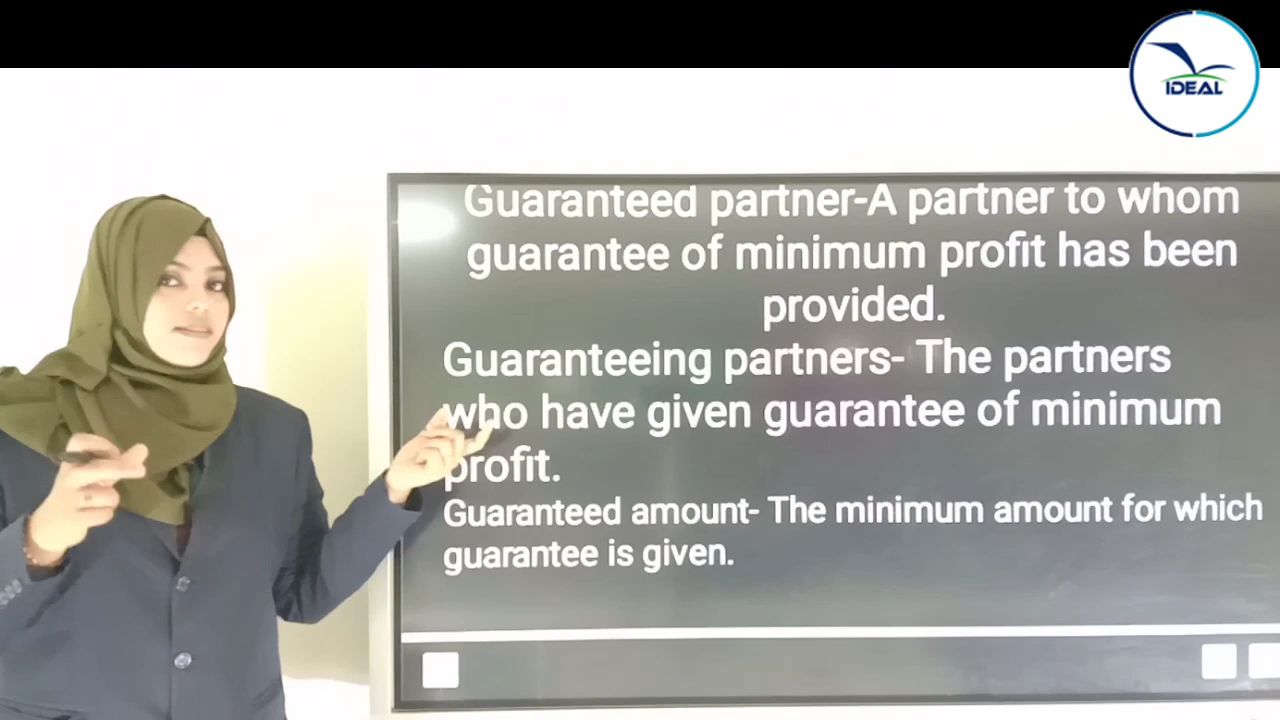 IDEAL
Guaranteed partner-A partner to whom
guarantee of minimum profit has been
provided.
Guaranteeing partners- The partners
who have given guarantee of minimum
profit.
Guaranteed amount- The minimum amount for which
guarantee is given.